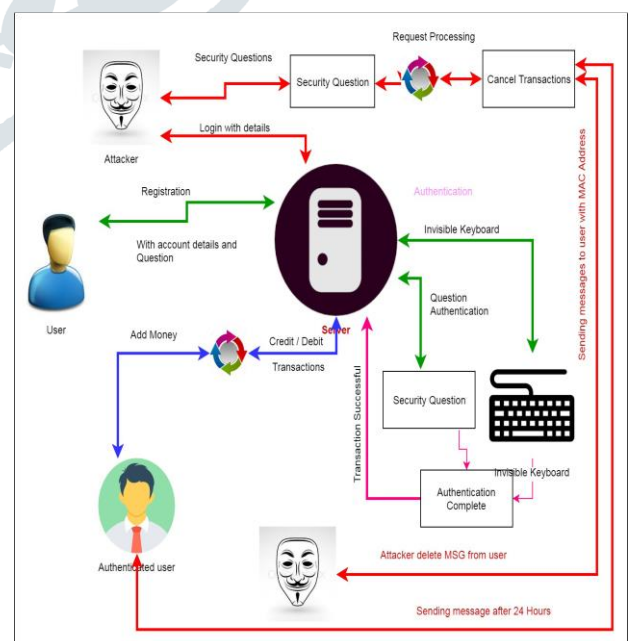 Request Processing
Security Questions
Security Question
Cancel Transactions
Login with details
Attacker
Registration
Authentication
Invisible Keyboard
With account details and
Question
User
Question
Authentication
Server
Add Money
Credit / Debit
Transactions
Transaction Successful
Security Question
Invisible Keyboard
Authentication
Complete
Sending messages to user with MAC Address
Authenticated user
Attacker delete MSG from user
Sending message after 24 Hours